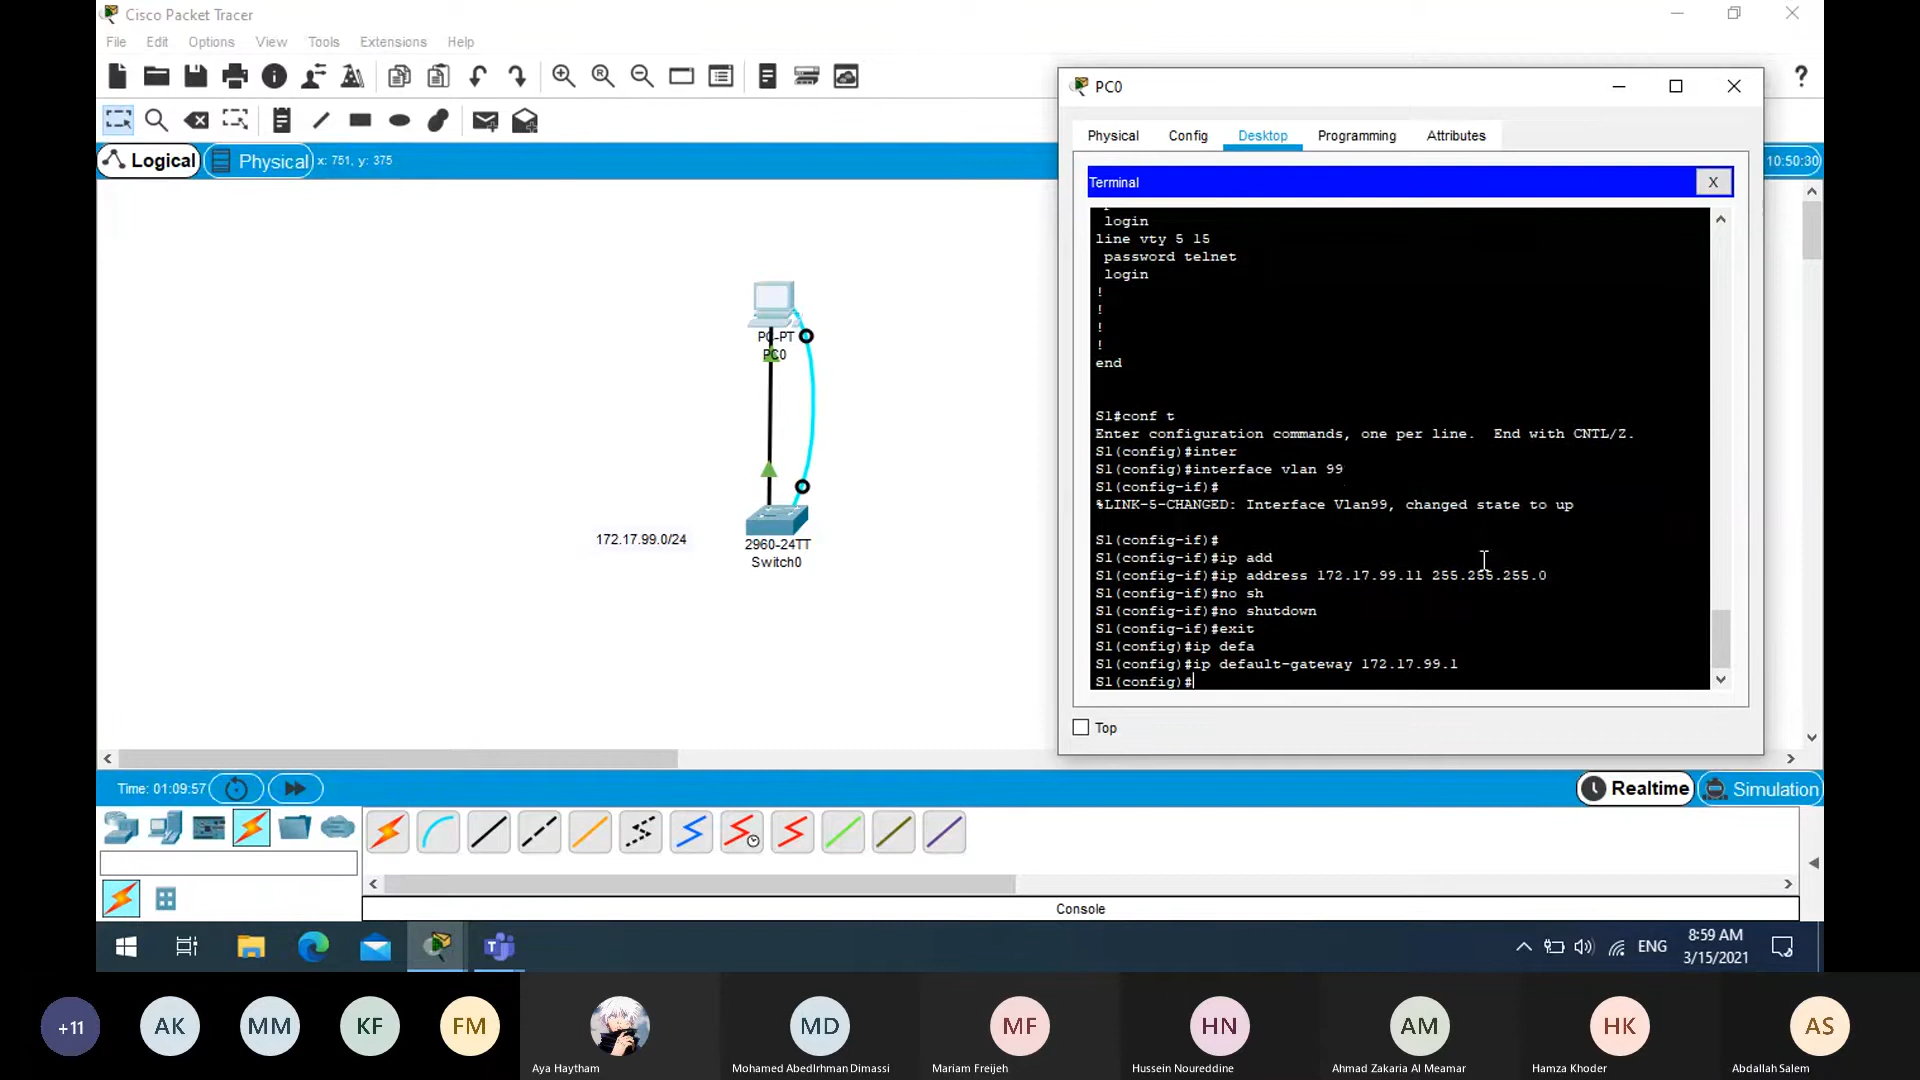 Cisco Packet Tracer
File Edit Options View Tools Extensions Help
Logical Physical x: 751, y: 375
10:50:30
PC-PT
PC0
172.17.99.0/24
2960-24TT
Switch0
PC0
Physical Config Desktop Programming Attributes
Terminal X
login
line vty 5 15
password telnet
login
!
!
!
!
end
S1#conf t
Enter configuration commands, one per line. End with CNTL/Z.
S1(config)#inter
S1(config)#interface vlan 99
S1(config-if)#
%LINK-5-CHANGED: Interface Vlan99, changed state to up
S1(config-if)#
S1(config-if)#ip add
S1(config-if)#ip address 172.17.99.11 255.255.255.0
S1(config-if)#no sh
S1(config-if)#no shutdown
S1(config-if)#exit
S1(config)#ip defa
S1(config)#ip default-gateway 172.17.99.1
S1(config)#
Top
Time: 01:09:57
Realtime Simulation
Console
ENG
8:59 AM
3/15/2021
+11 AK MM KF FM MD MF HN AM HK AS
Aya Haytham Mohamed AbedlRhman Dimassi Mariam Freijeh Hussein Noureddine Ahmad Zakaria Al Meamar Hamza Khoder Abdallah Salem